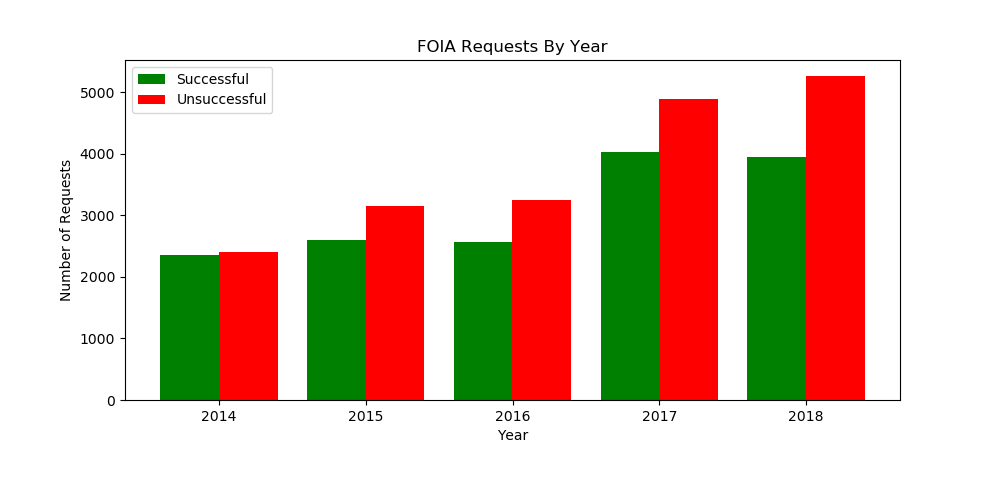 FOIA Requests By Year
Successful
Unsuccessful
Number of Requests
5000
4000
3000
2000
1000
0
2014 2015 2016 2017 2018
Year